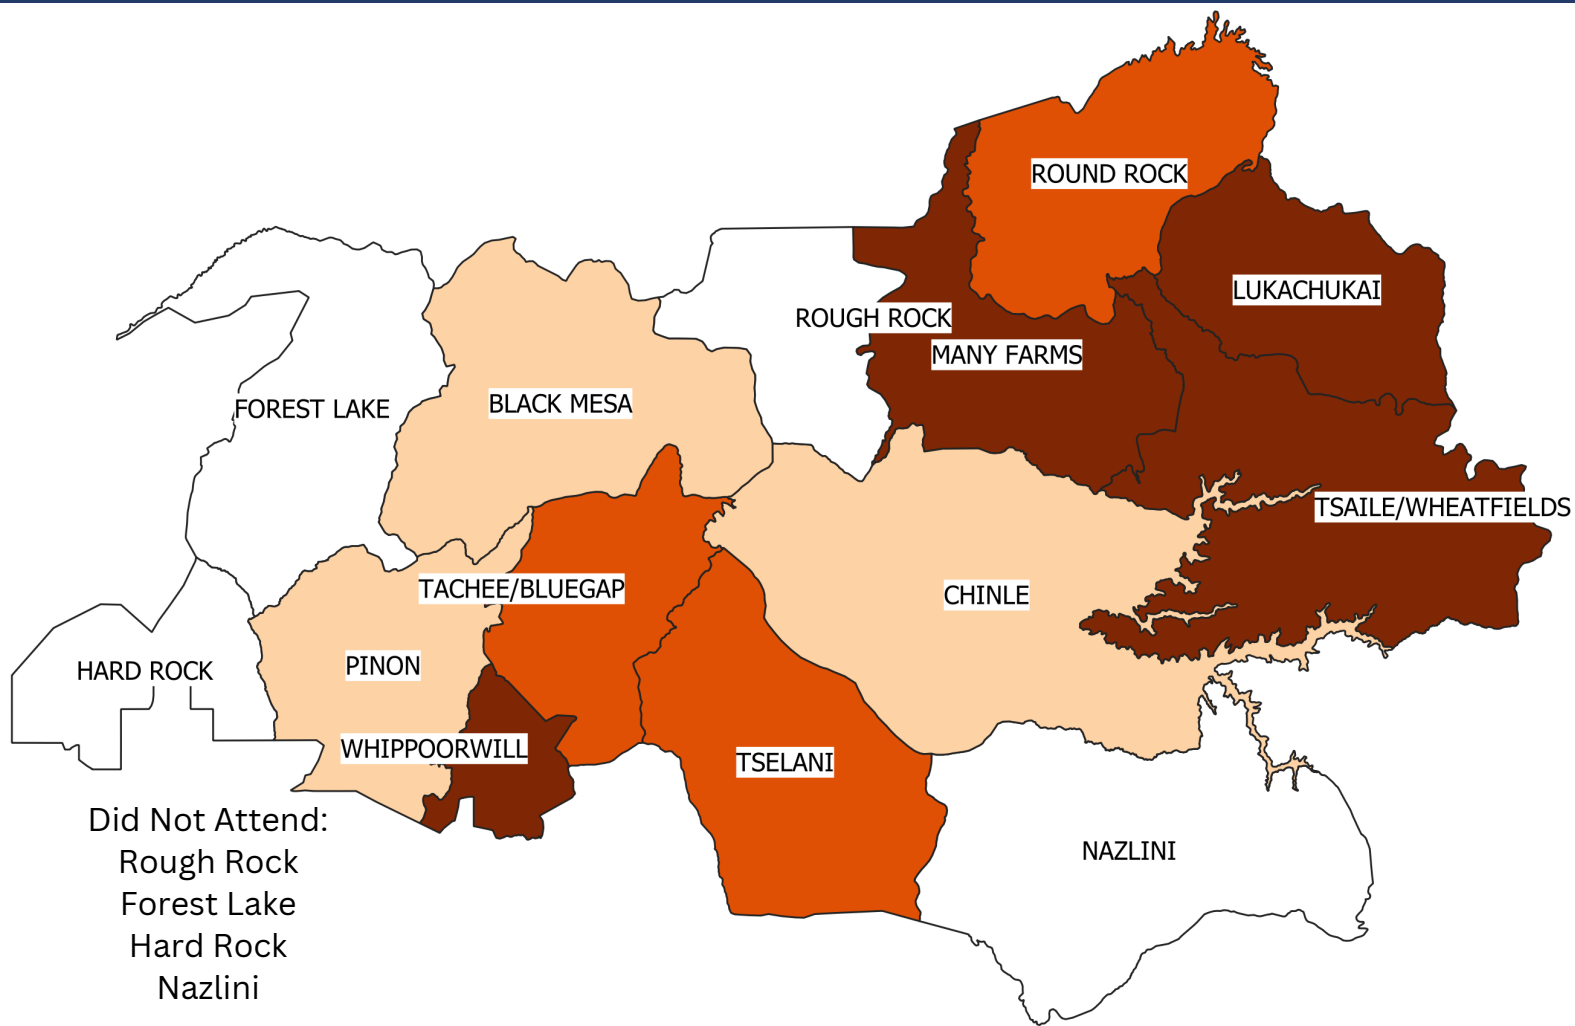 ROUND ROCK
LUKACHUKAI
ROUGH ROCK
MANY FARMS
BLACK MESA
FOREST LAKE
TSAILE/WHEATFIELDS
TACHEE/BLUEGAP
CHINLE
HARD ROCK
PINON
WHIPPOORWILL
TSELANI
NAZLINI
Did Not Attend:
Rough Rock
Forest Lake
Hard Rock
Nazlini